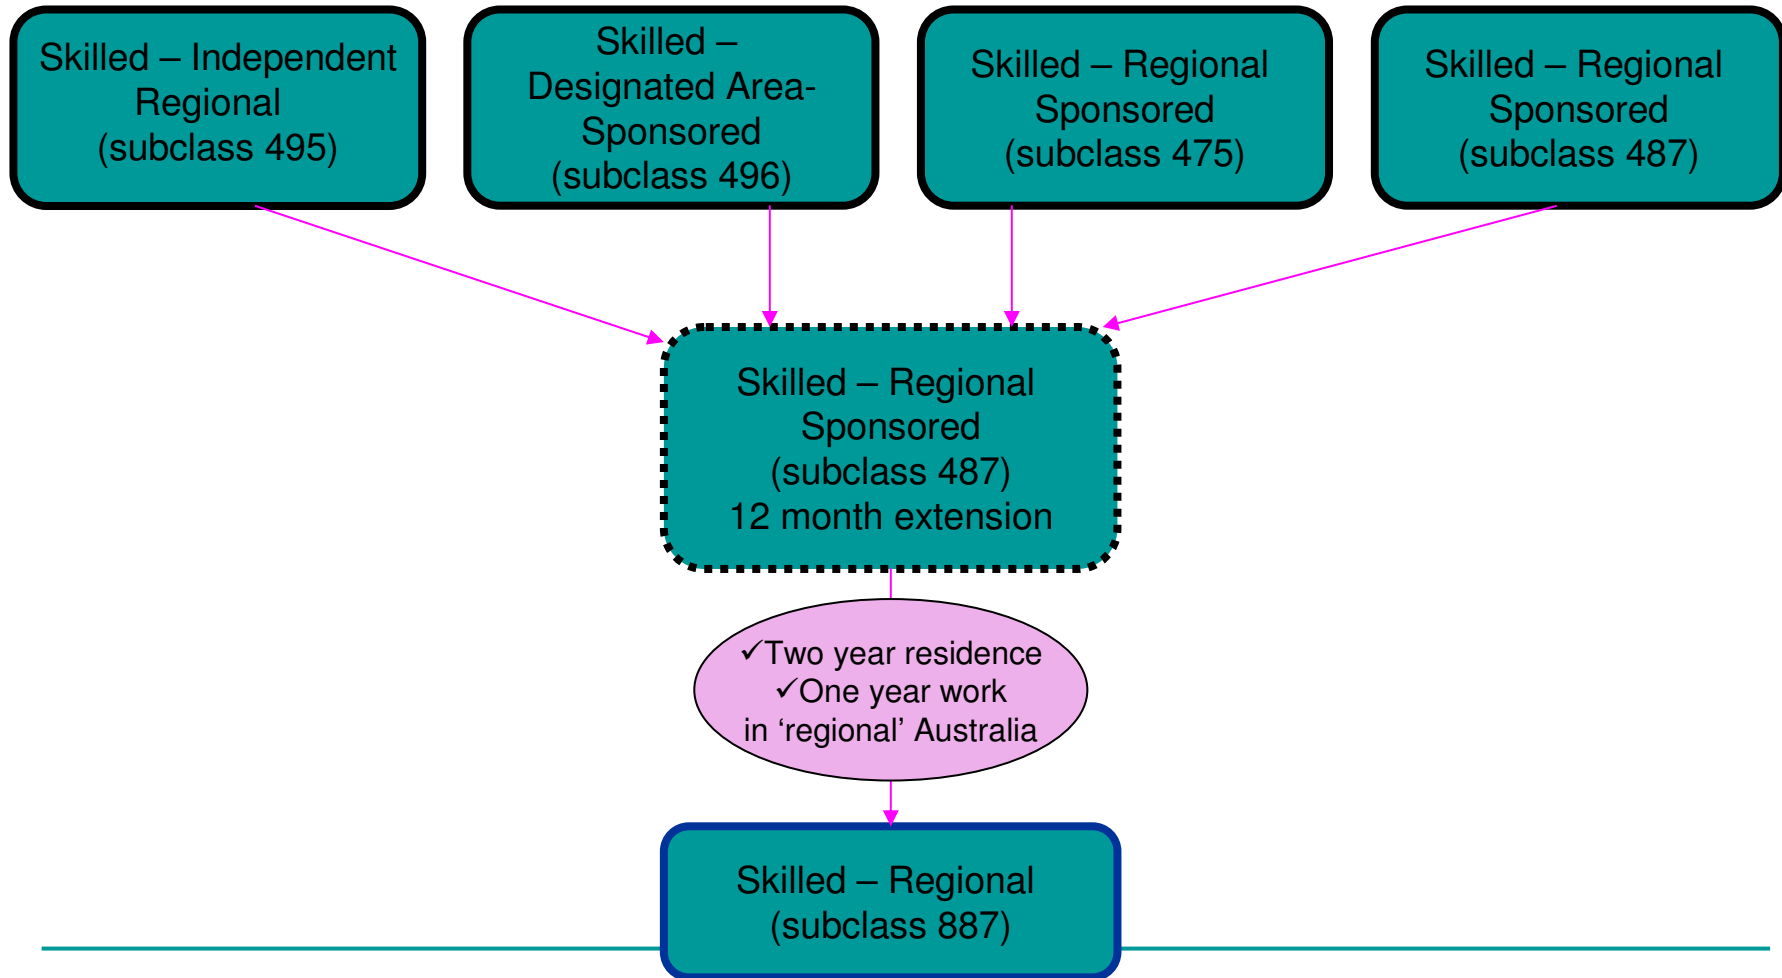 Skilled – Independent
Regional
(subclass 495)
Skilled –
Designated Area-
Sponsored
(subclass 496)
Skilled – Regional
Sponsored
(subclass 475)
Skilled – Regional
Sponsored
(subclass 487)
Skilled – Regional
Sponsored
(subclass 487)
12 month extension
✓Two year residence
✓One year work
in ‘regional’ Australia
Skilled – Regional
(subclass 887)